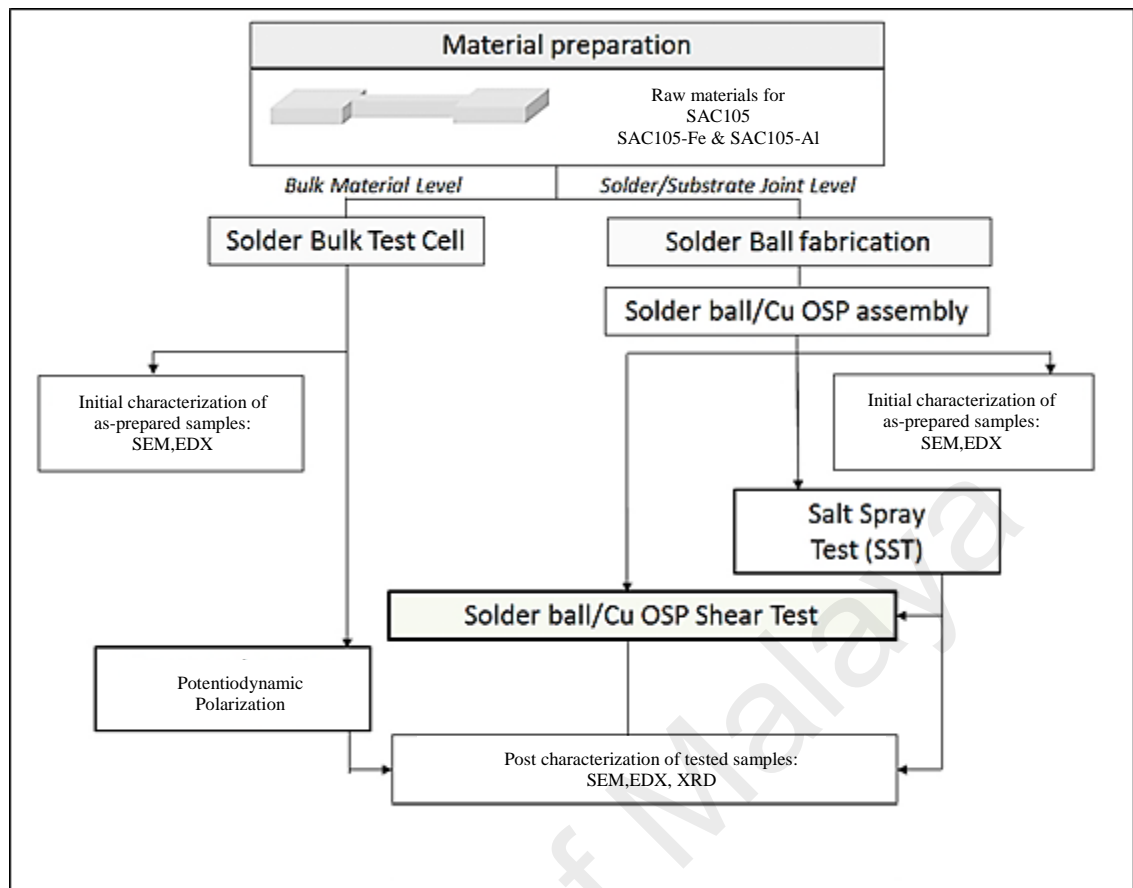 Material preparation
Raw materials for
SAC105
SAC105-Fe & SAC105-Al
Bulk Material Level
Solder/Substrate Joint Level
Solder Bulk Test Cell
Solder Ball fabrication
Solder ball/Cu OSP assembly
Initial characterization of
as-prepared samples:
SEM,EDX
Initial characterization of
as-prepared samples:
SEM,EDX
Salt Spray
Test (SST)
Solder ball/Cu OSP Shear Test
Potentiodynamic
Polarization
Post characterization of tested samples:
SEM,EDX, XRD
of Malaya